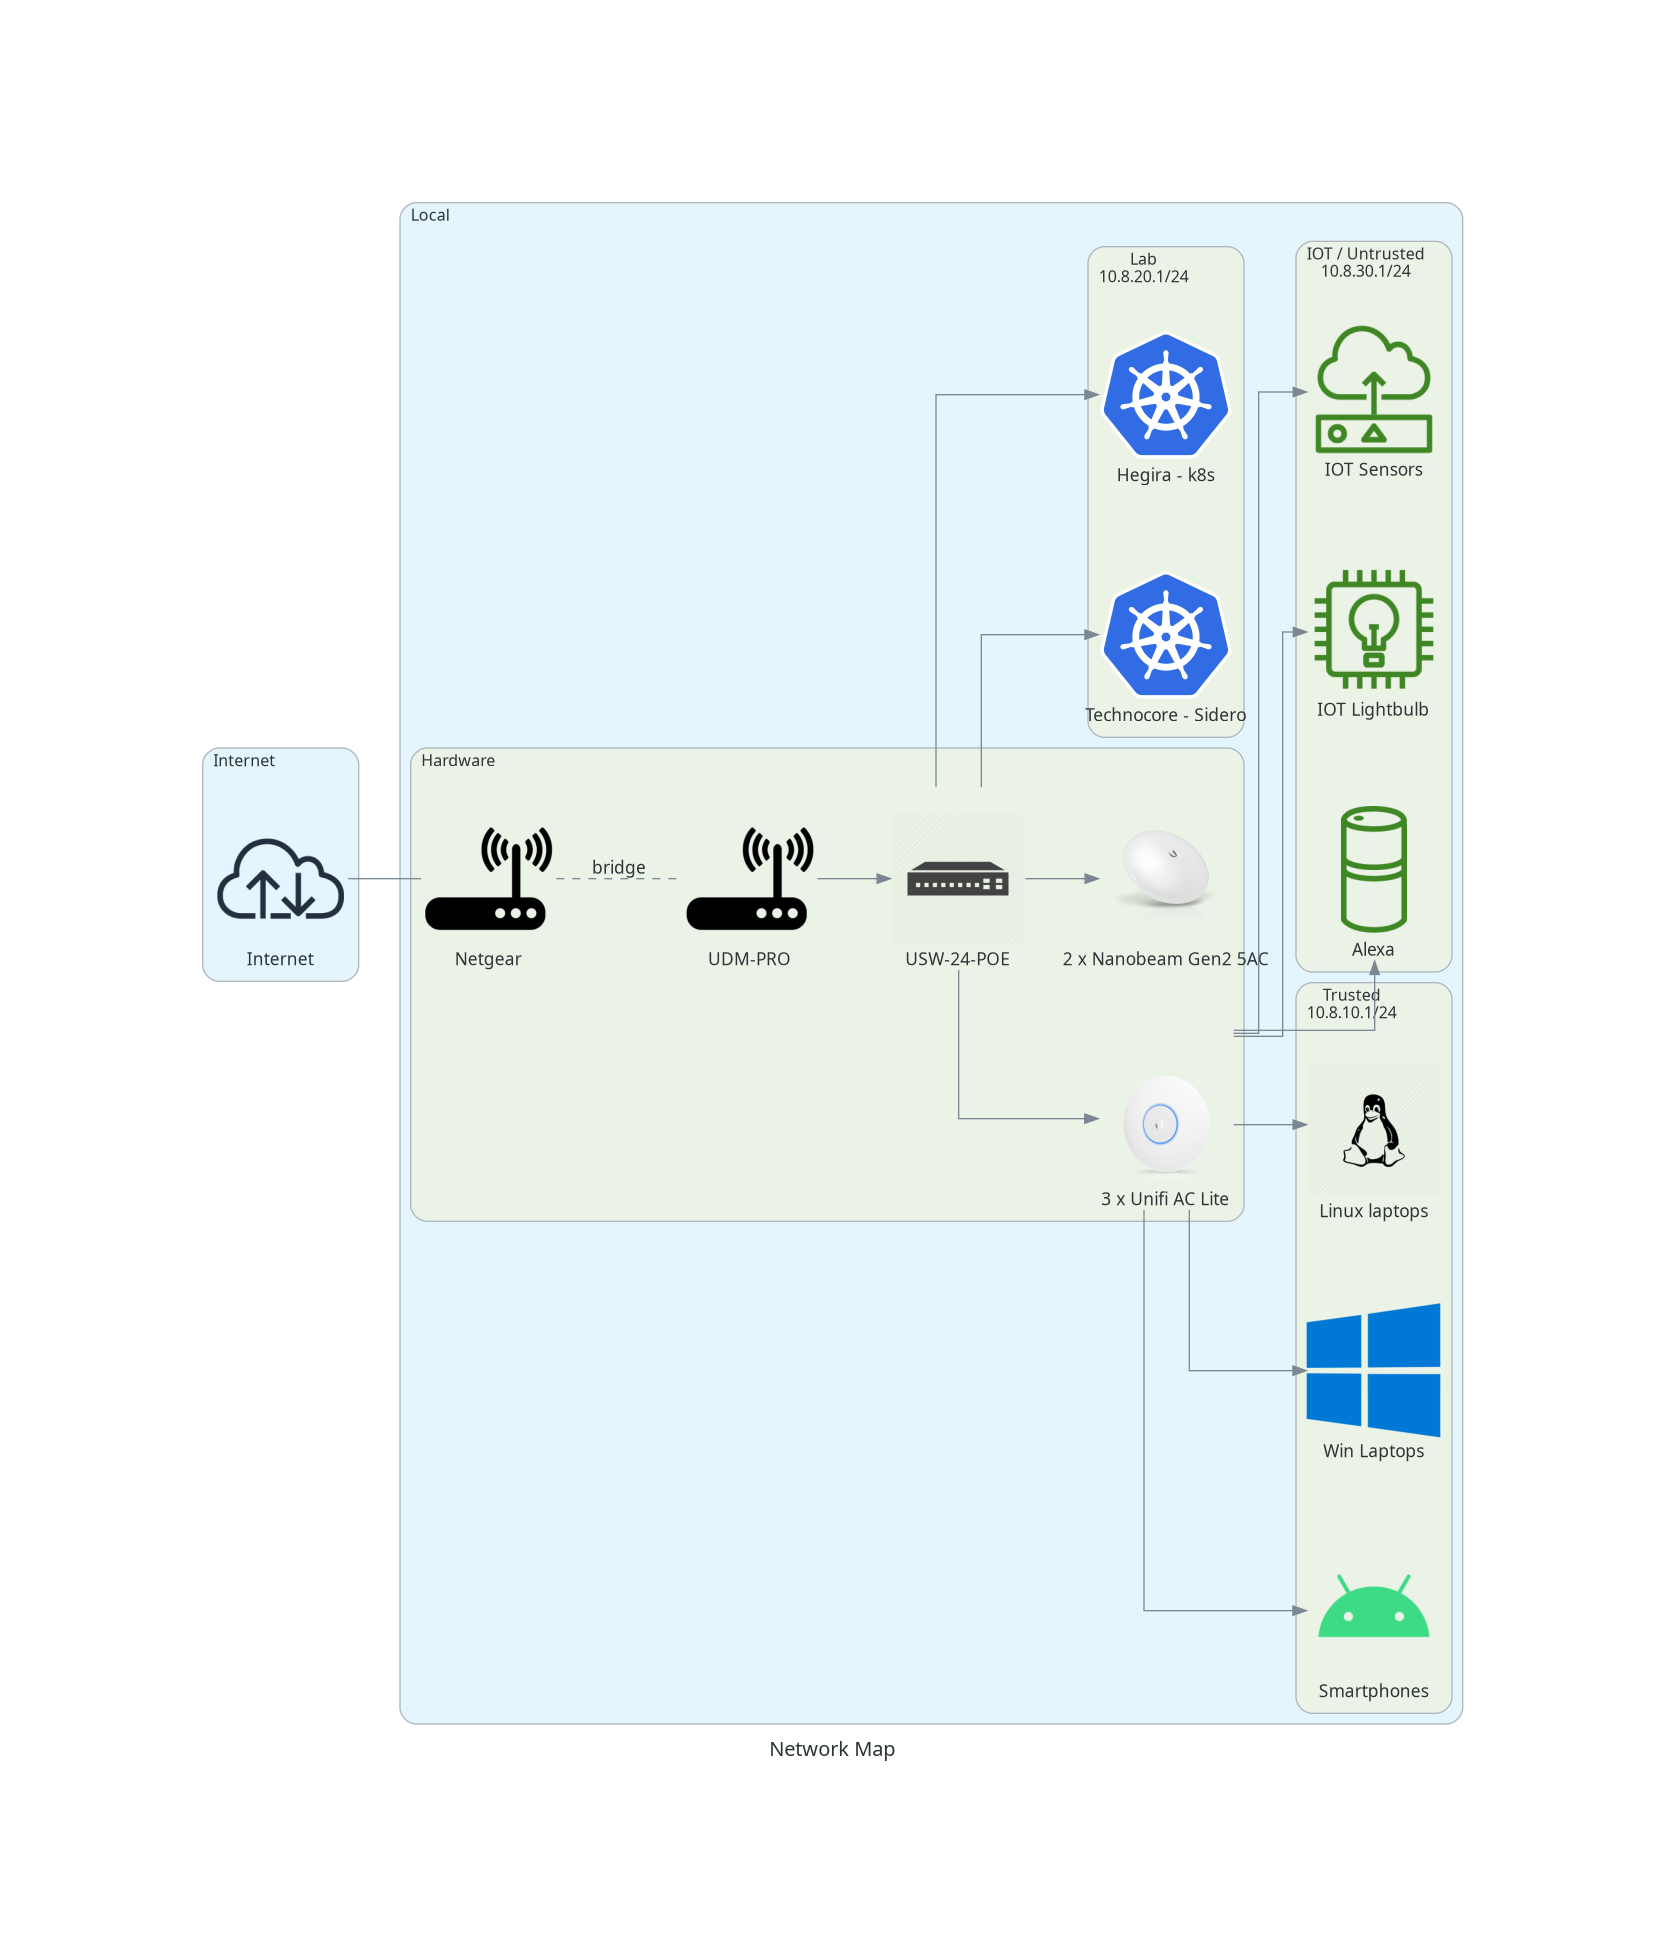 Local
Lab
10.8.20.1/24
IOT / Untrusted
10.8.30.1/24
Hegira - k8s
IOT Sensors
Technocore - Sidero
IOT Lightbulb
Internet
Hardware
bridge
Internet
Netgear
UDM-PRO
USW-24-POE
2 x Nanobeam Gen2 5AC
Alexa
Trusted
10.8.10.1/24
3 x Unifi AC Lite
Linux laptops
Win Laptops
Smartphones
Network Map